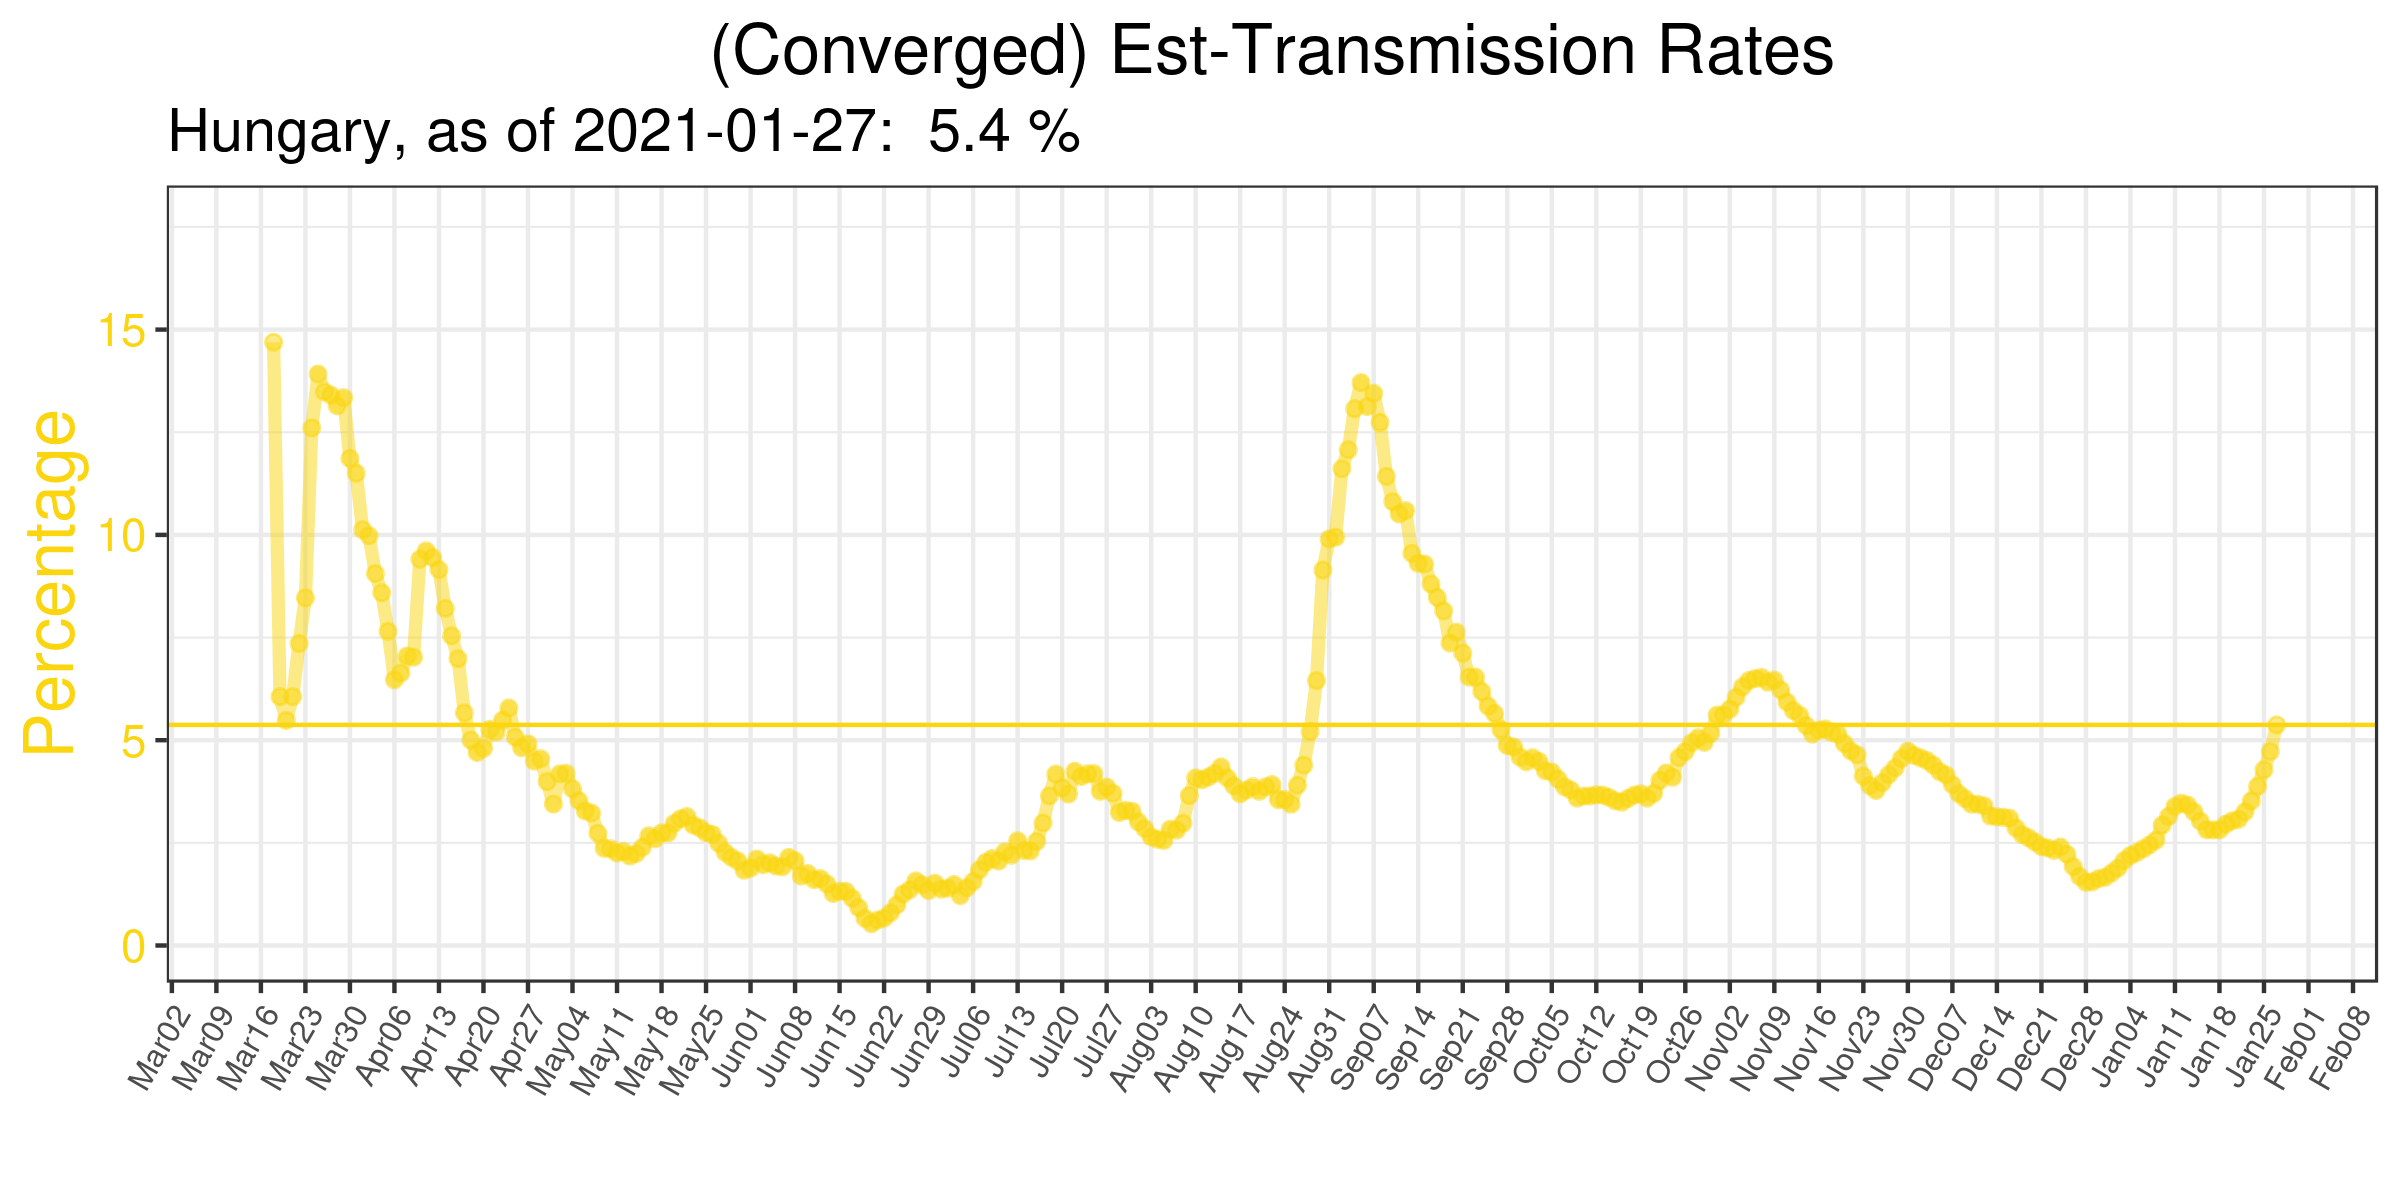 (Converged) Est-Transmission Rates
Hungary, as of 2021-01-27:  5.4 %
Percentage
15
10
5
0
Mar02
Mar09
Mar16
Mar23
Mar30
Apr06
Apr13
Apr20
Apr27
May04
May11
May18
May25
Jun01
Jun08
Jun15
Jun22
Jun29
Jul06
Jul13
Jul20
Jul27
Aug03
Aug10
Aug17
Aug24
Aug31
Sep07
Sep14
Sep21
Sep28
Oct05
Oct12
Oct19
Oct26
Nov02
Nov09
Nov16
Nov23
Nov30
Dec07
Dec14
Dec21
Dec28
Jan04
Jan11
Jan18
Jan25
Feb01
Feb08